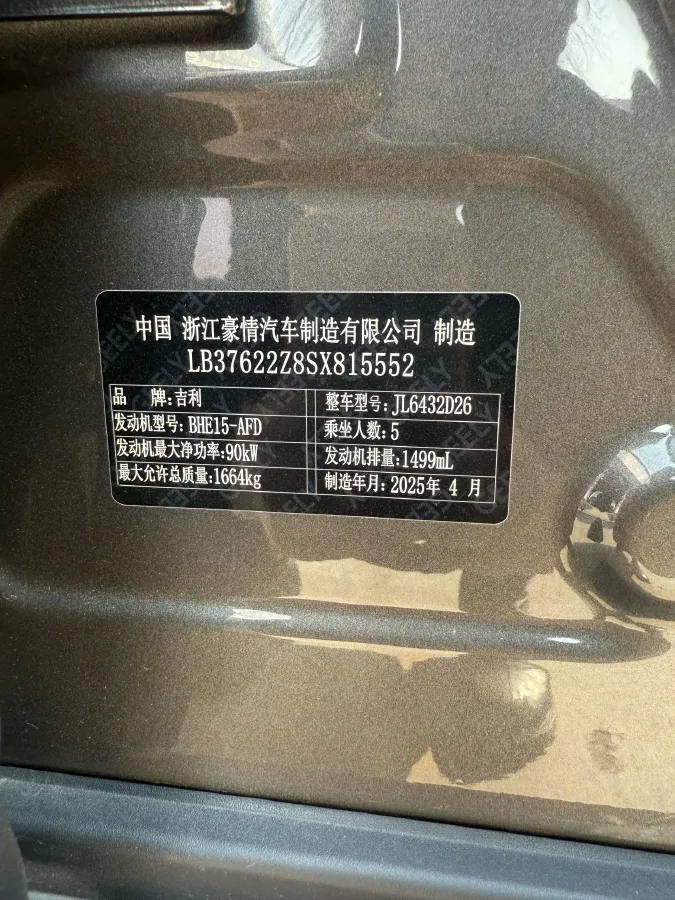 中国 浙江豪情汽车制造有限公司 制造
LB37622Z8SX815552
品 牌:吉利 整车型号:JL6432D26
发动机型号:BHE15-AFD 乘坐人数:5
发动机最大净功率:90kW 发动机排量:1499mL
最大允许总质量:1664kg 制造年月:2025年 4 月
GEELY